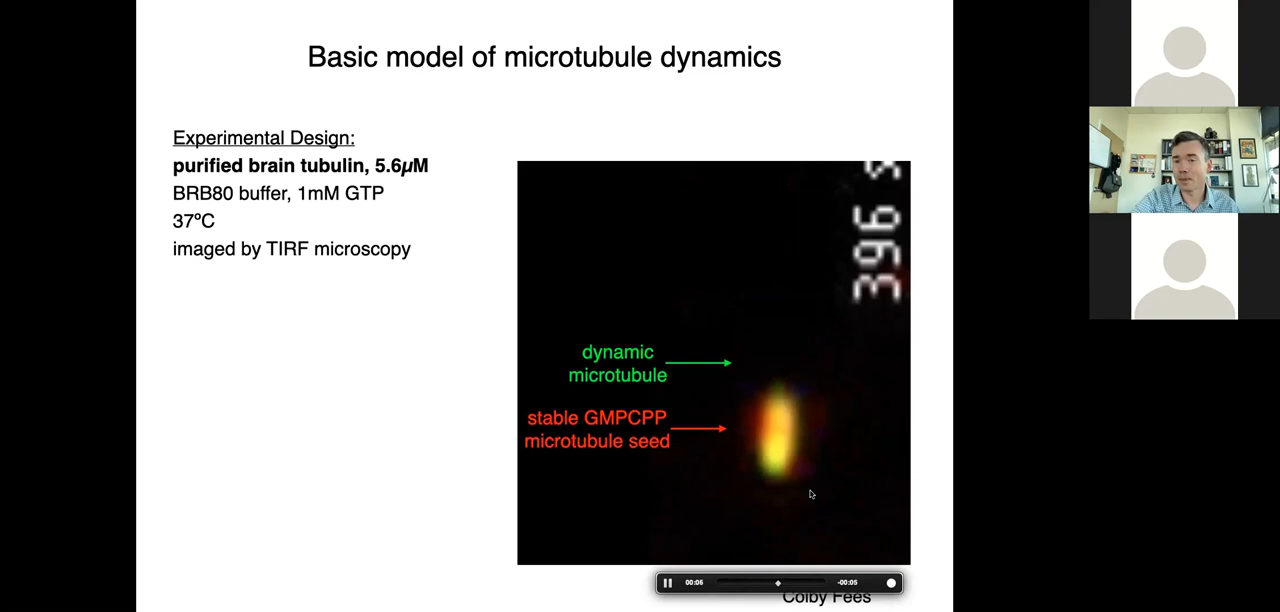 Basic model of microtubule dynamics
Experimental Design:
purified brain tubulin, 5.6μM
BRB80 buffer, 1mM GTP
37ºC
imaged by TIRF microscopy
396 s
dynamic
microtubule
stable GMPCPP
microtubule seed
00:06
-00:05
Colby Fees